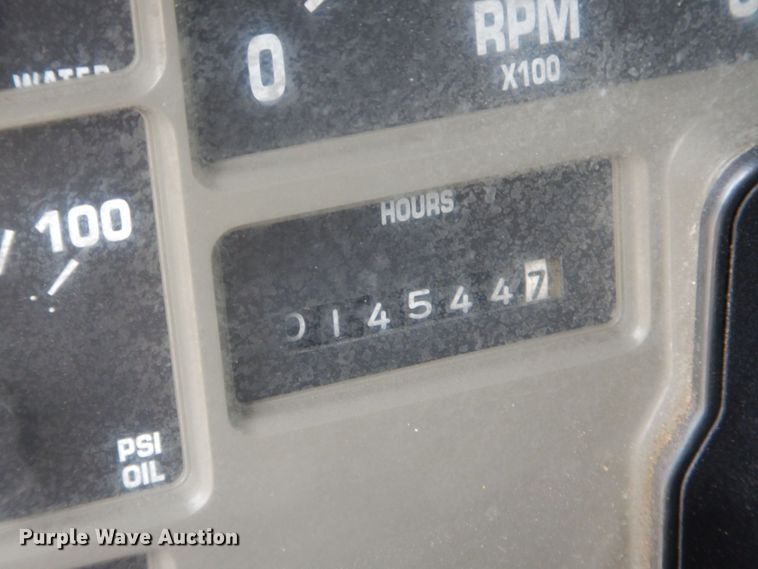 WATER
0
RPM
X100
100
HOURS
0145447
PSI
OIL
Purple Wave Auction